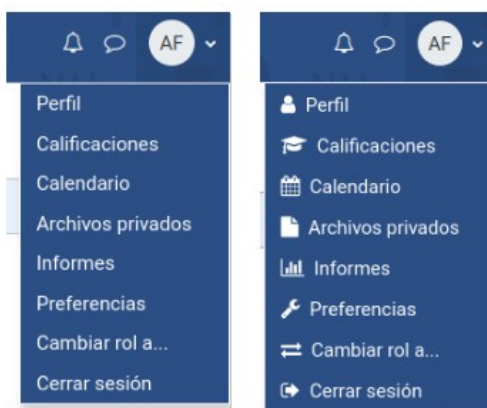 AF
Perfil
Calificaciones
Calendario
Archivos privados
Informes
Preferencias
Cambiar rol a...
Cerrar sesión
AF
Perfil
Calificaciones
Calendario
Archivos privados
Informes
Preferencias
Cambiar rol a...
Cerrar sesión